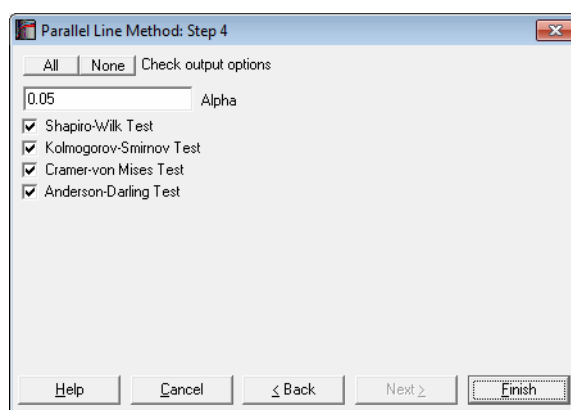 Parallel Line Method: Step 4
All None Check output options
0.05 Alpha
Shapiro-Wilk Test
Kolmogorov-Smirnov Test
Cramer-von Mises Test
Anderson-Darling Test
Help Cancel < Back Next > Finish